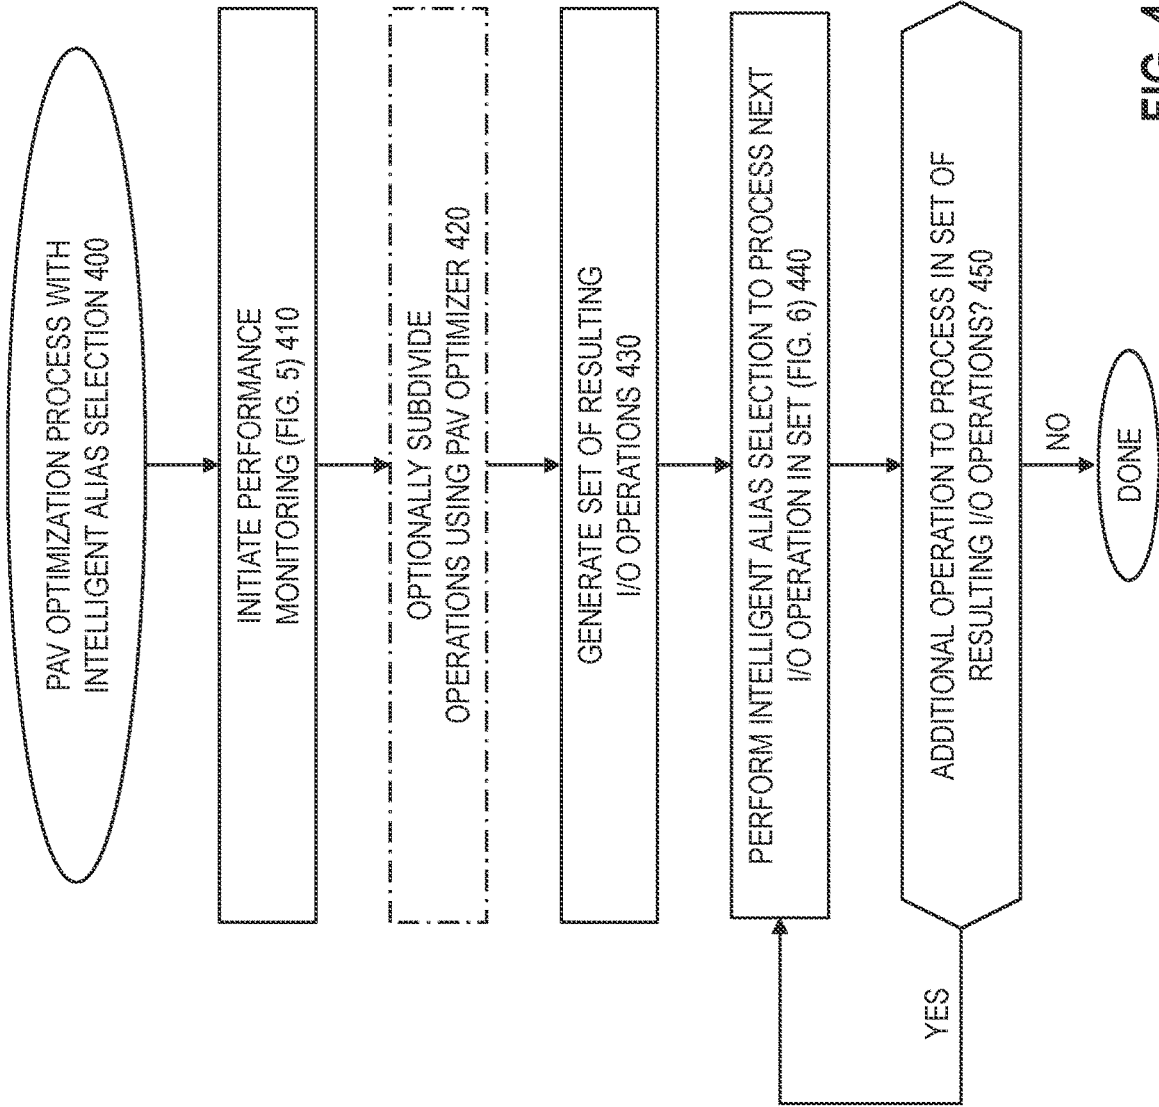 PAV OPTIMIZATION PROCESS WITH
INTELLIGENT ALIAS SELECTION 400
INITIATE PERFORMANCE
MONITORING (FIG. 5) 410
OPTIONALLY SUBDIVIDE
OPERATIONS USING PAV OPTIMIZER 420
GENERATE SET OF RESULTING
I/O OPERATIONS 430
PERFORM INTELLIGENT ALIAS SELECTION TO PROCESS NEXT
I/O OPERATION IN SET (FIG. 6) 440
ADDITIONAL OPERATION TO PROCESS IN SET OF
RESULTING I/O OPERATIONS? 450
YES
NO
DONE
FIG. 4